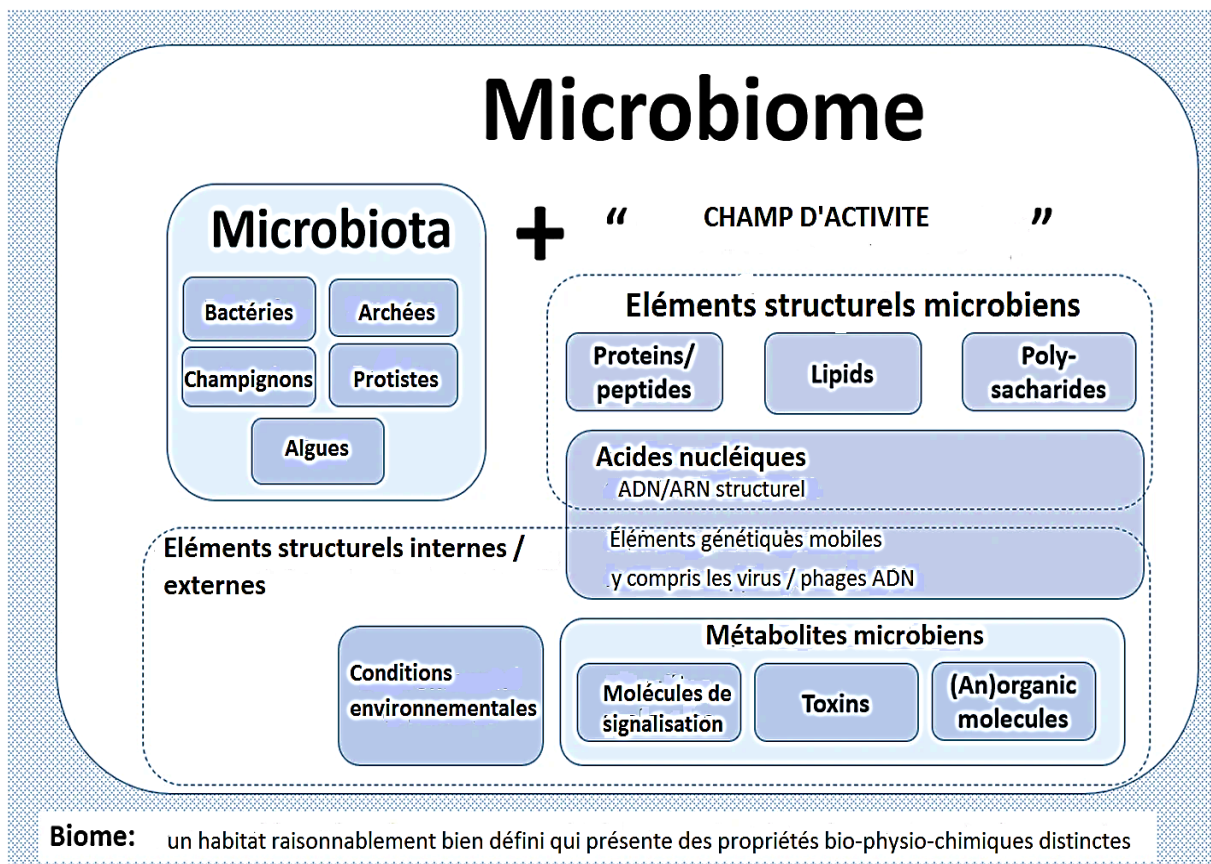 Microbiome
Microbiota
+ “ CHAMP D'ACTIVITE ”
Bactéries
Archées
Champignons
Protistes
Algues
Eléments structurels microbiens
Proteins/
peptides
Lipids
Poly-
sacharides
Acides nucléiques
ADN/ARN structurel
Éléments génétiques mobiles
y compris les virus / phages ADN
Eléments structurels internes /
externes
Conditions
environnementales
Métabolites microbiens
Molécules de
signalisation
Toxins
(An)organic
molecules
Biome: un habitat raisonnablement bien défini qui présente des propriétés bio-physio-chimiques distinctes